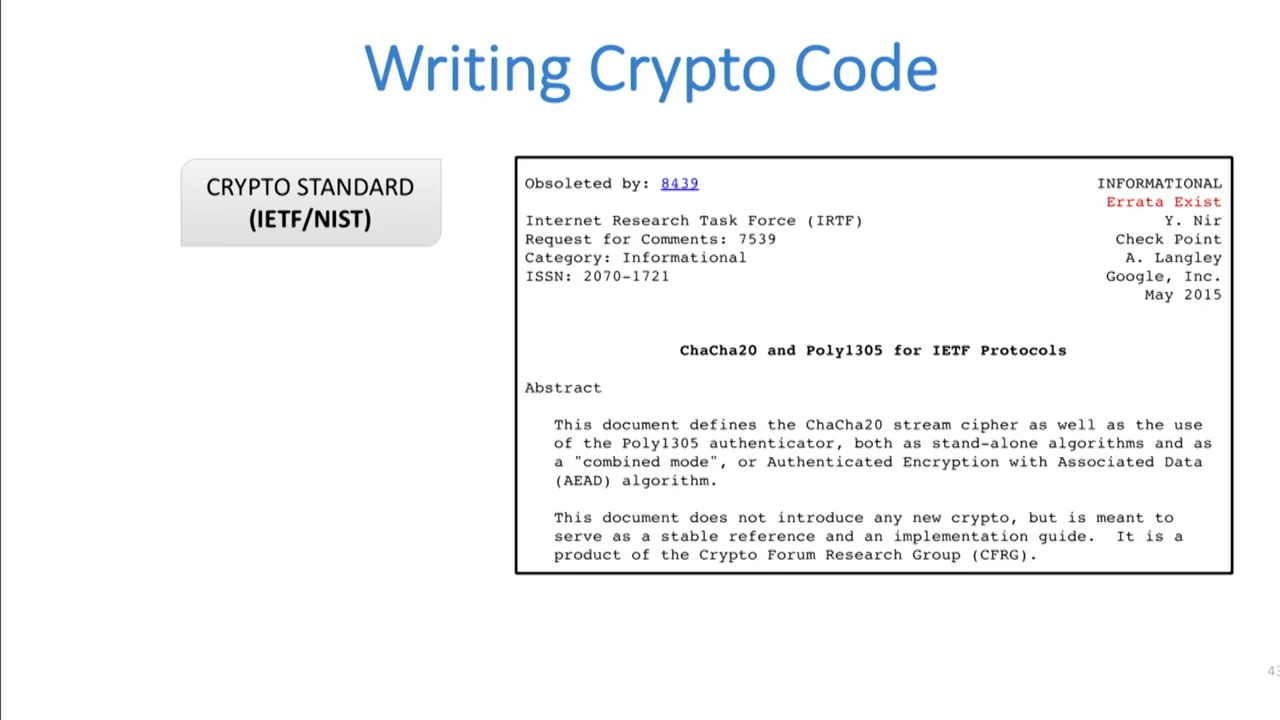 Writing Crypto Code
CRYPTO STANDARD
(IETF/NIST)
Obsoleted by: 8439 INFORMATIONAL
Errata Exist
Internet Research Task Force (IRTF) Y. Nir
Request for Comments: 7539 Check Point
Category: Informational A. Langley
ISSN: 2070-1721 Google, Inc.
May 2015
ChaCha20 and Poly1305 for IETF Protocols
Abstract
This document defines the ChaCha20 stream cipher as well as the use
of the Poly1305 authenticator, both as stand-alone algorithms and as
a "combined mode", or Authenticated Encryption with Associated Data
(AEAD) algorithm.
This document does not introduce any new crypto, but is meant to
serve as a stable reference and an implementation guide. It is a
product of the Crypto Forum Research Group (CFRG).